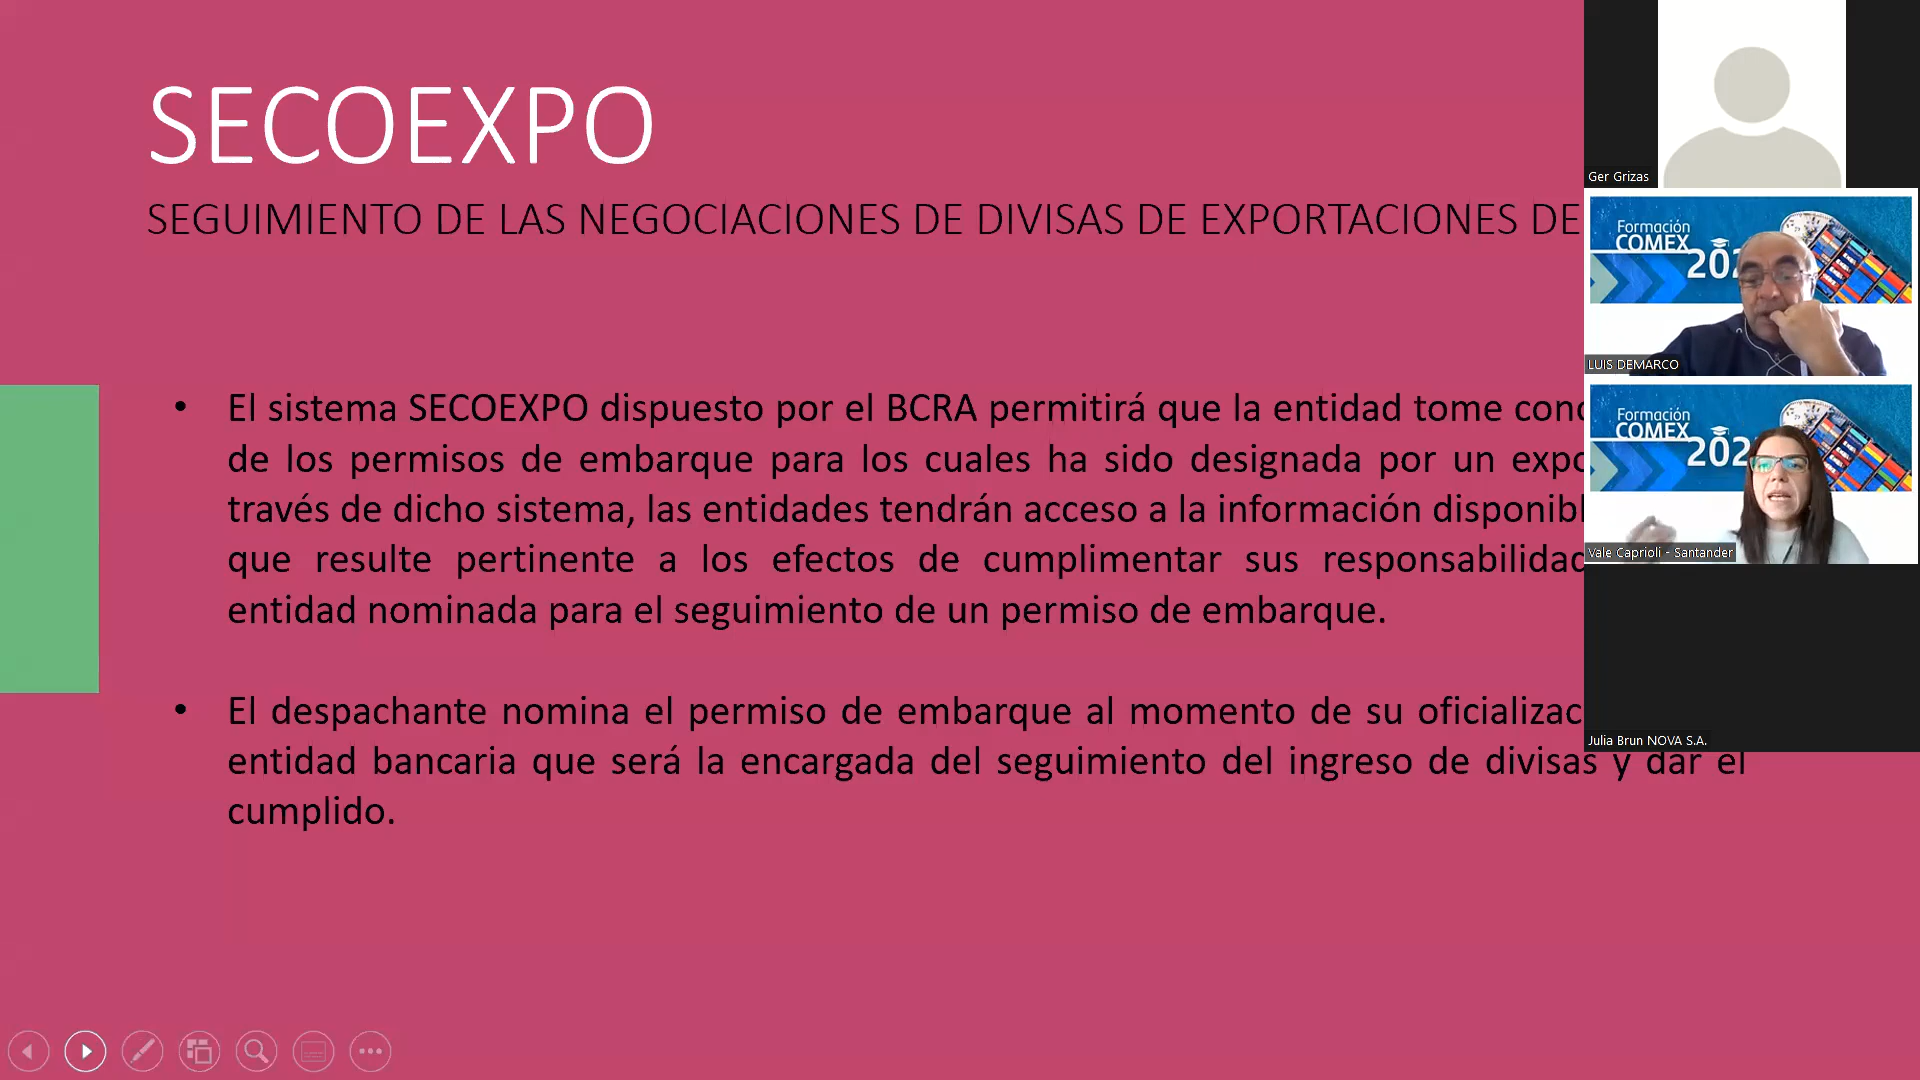 SECOEXPO
SEGUIMIENTO DE LAS NEGOCIACIONES DE DIVISAS DE EXPORTACIONES DE
El sistema SECOEXPO dispuesto por el BCRA permitirá que la entidad tome
de los permisos de embarque para los cuales ha sido designada por un
través de dicho sistema, las entidades tendrán acceso a la información
que resulte pertinente a los efectos de cumplimentar sus
entidad nominada para el seguimiento de un permiso de embarque.
El despachante nomina el permiso de embarque al momento de su
entidad bancaria que será la encargada del seguimiento del ingreso de divisas y dar el
cumplido.
Ger Grizas
Formación
COMEX
LUIS DEMARCO
Formación
COMEX
Vale Caprioli - Santander
Julia Brun NOVA S.A.